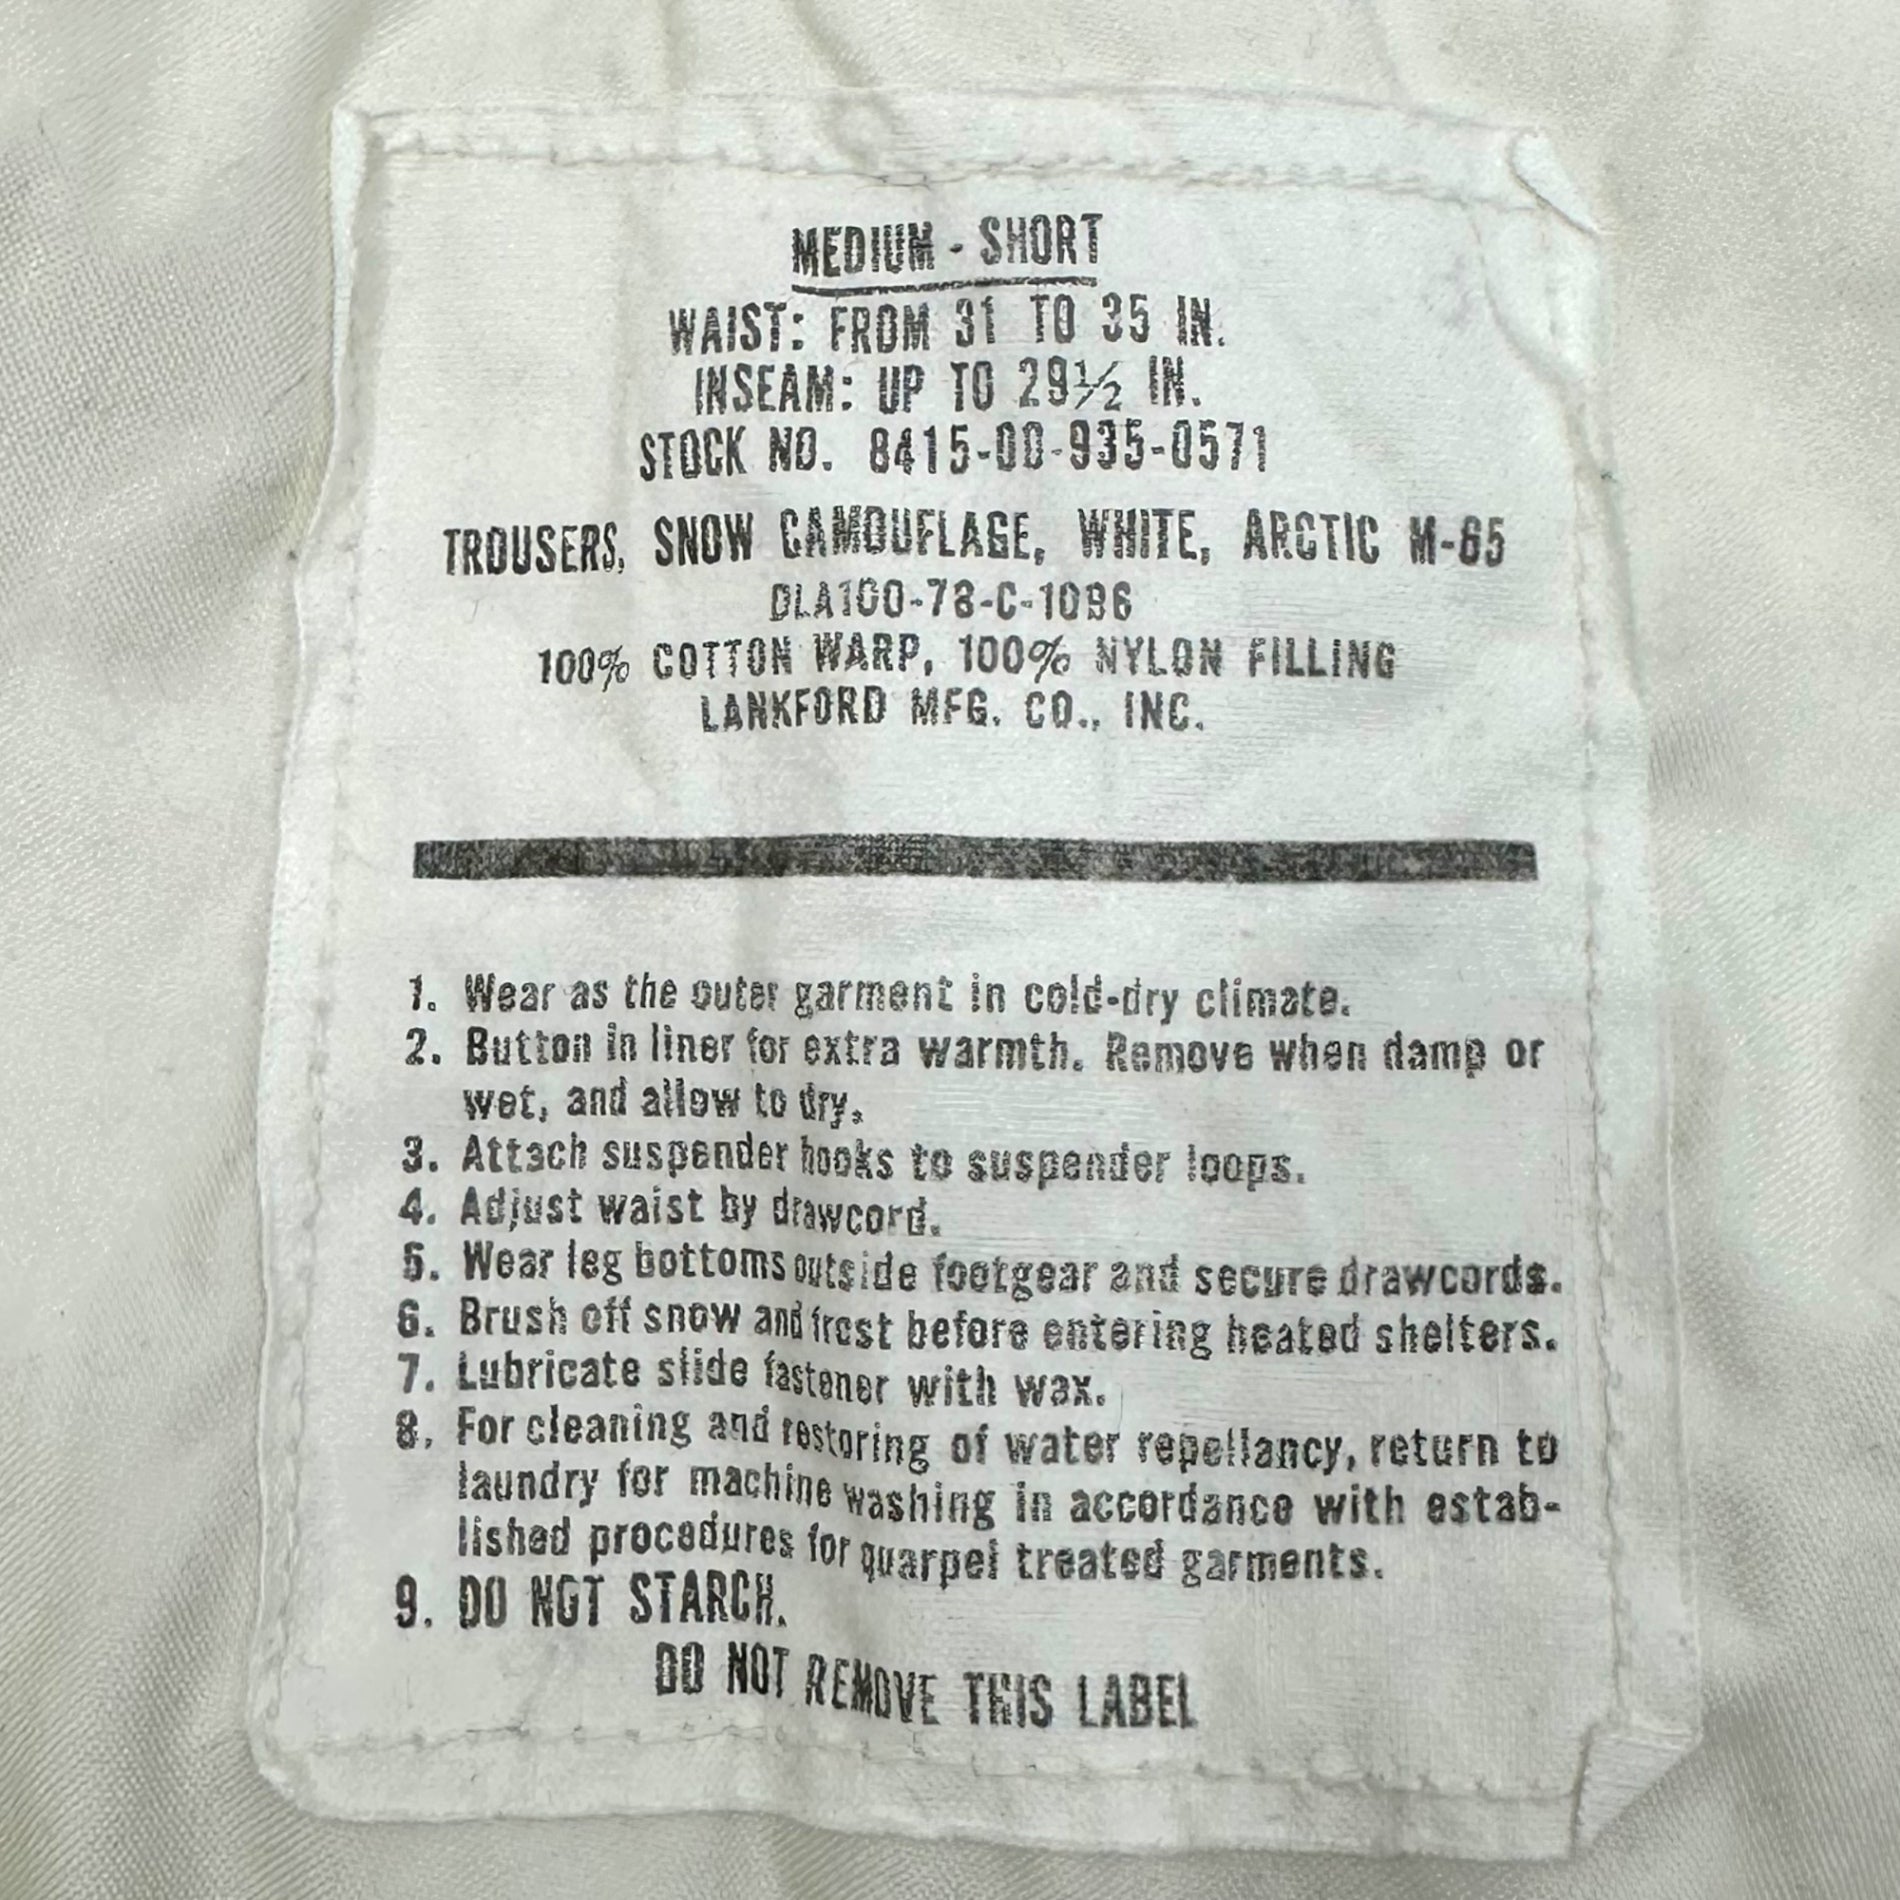 MEDIUM - SHORT
WAIST: FROM 31 TO 35 IN.
INSEAM: UP TO 29½ IN.
STOCK NO. 8415-00-935-0571
TROUSERS, SNOW CAMOUFLAGE, WHITE, ARCTIC M-65
DLA100-78-C-1096
100% COTTON WARP, 100% NYLON FILLING
LANKFORD MFG. CO., INC.
1. Wear as the outer garment in cold-dry climate.
2. Button in liner for extra warmth. Remove when damp or
wet, and allow to dry.
3. Attach suspender hooks to suspender loops.
4. Adjust waist by drawcord.
5. Wear leg bottoms outside footgear and secure drawcords.
6. Brush off snow and frost before entering heated shelters.
7. Lubricate slide fastener with wax.
8. For cleaning and restoring of water repellancy, return to
laundry for machine washing in accordance with estab-
lished procedures for quarpel treated garments.
9. DO NOT STARCH.
DO NOT REMOVE THIS LABEL